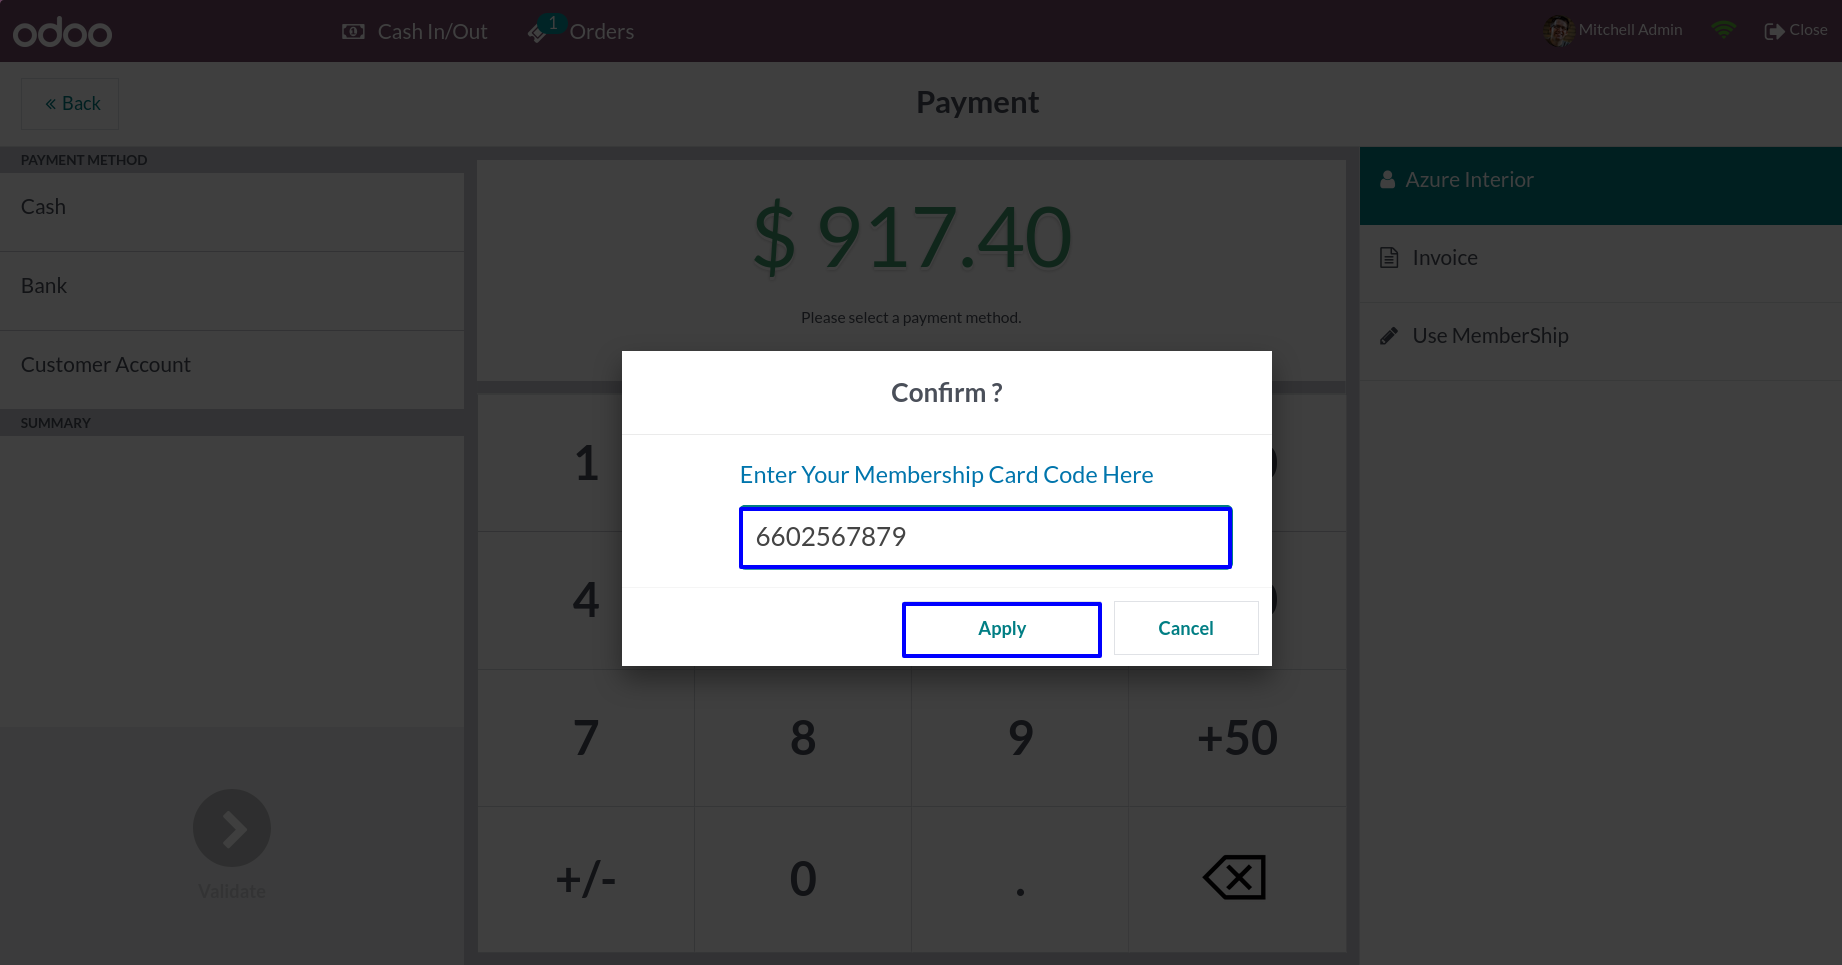 odoo
Cash In/Out
1
Orders
Mitchell Admin
Close
« Back
Payment
PAYMENT METHOD
Cash
Bank
Customer Account
SUMMARY
Validate
$ 917.40
Please select a payment method.
Azure Interior
Invoice
Use MemberShip
Confirm ?
Enter Your Membership Card Code Here
6602567879
Apply
Cancel
1
4
7
8
9
+50
+/-
0
.